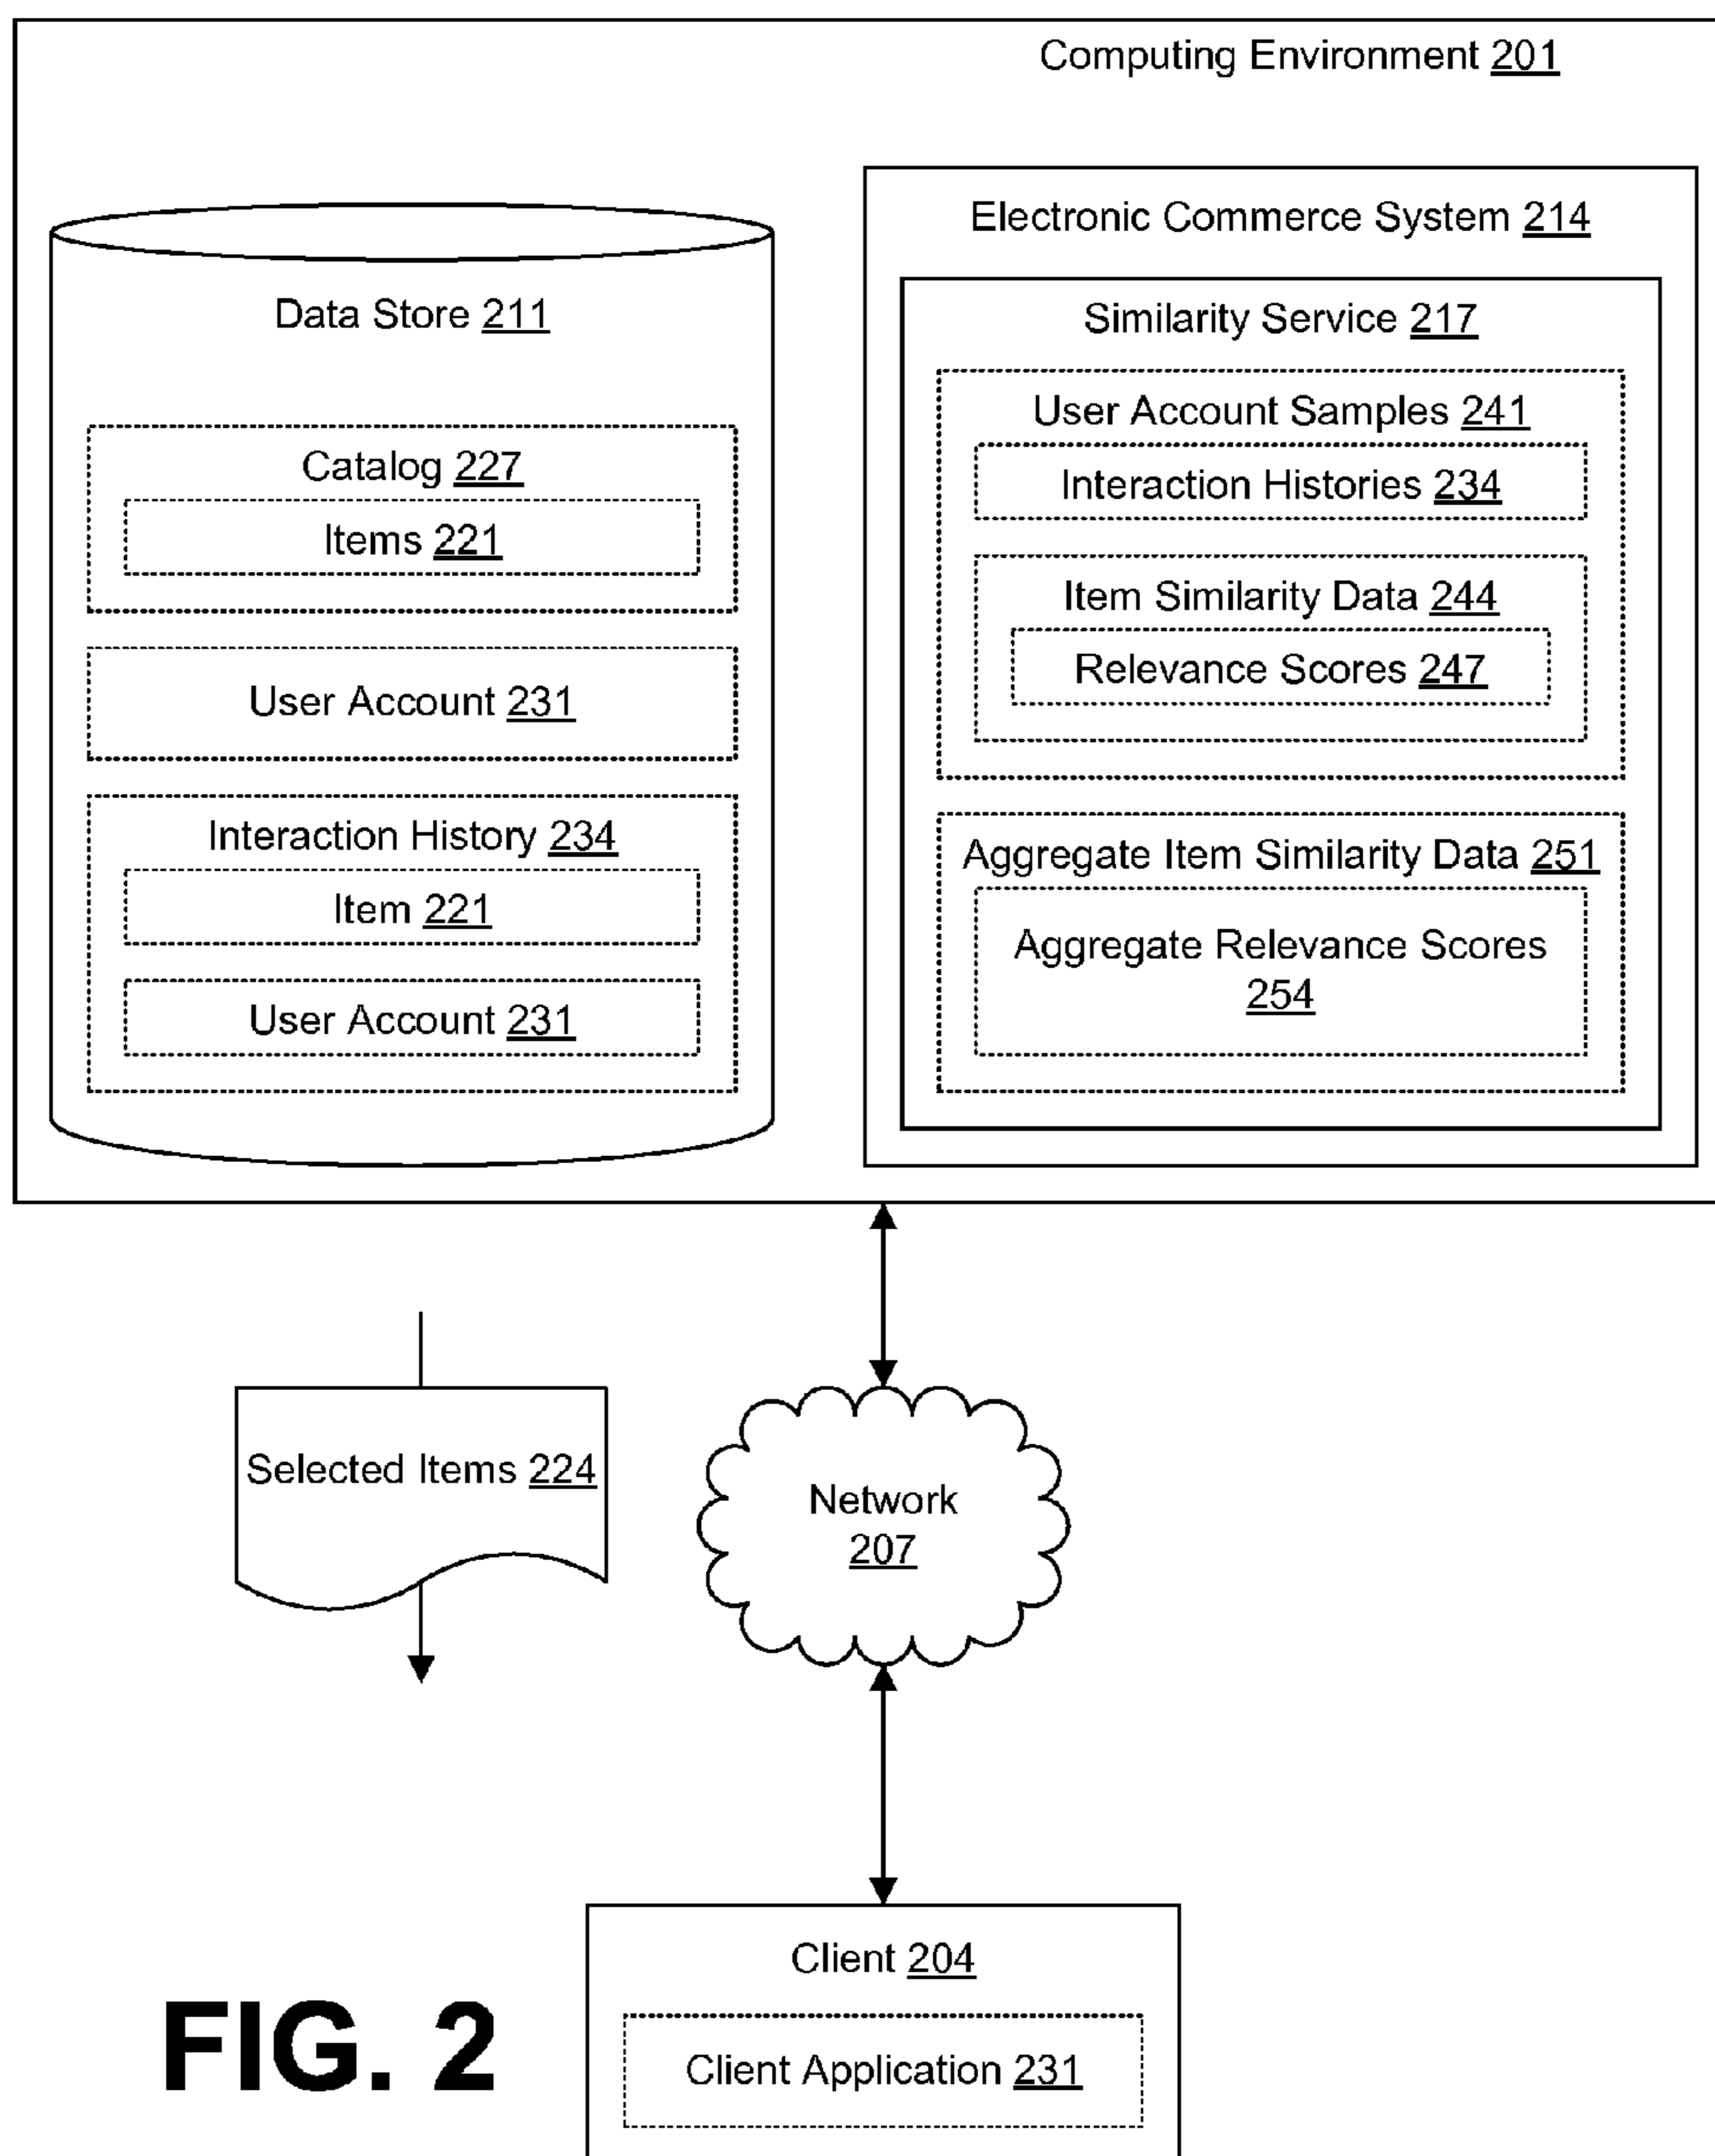 Computing Environment 201
Data Store 211
Catalog 227
Items 221
User Account 231
Interaction History 234
Item 221
User Account 231
Electronic Commerce System 214
Similarity Service 217
User Account Samples 241
Interaction Histories 234
Item Similarity Data 244
Relevance Scores 247
Aggregate Item Similarity Data 251
Aggregate Relevance Scores
254
Selected Items 224
Network
207
Client 204
Client Application 231
FIG. 2